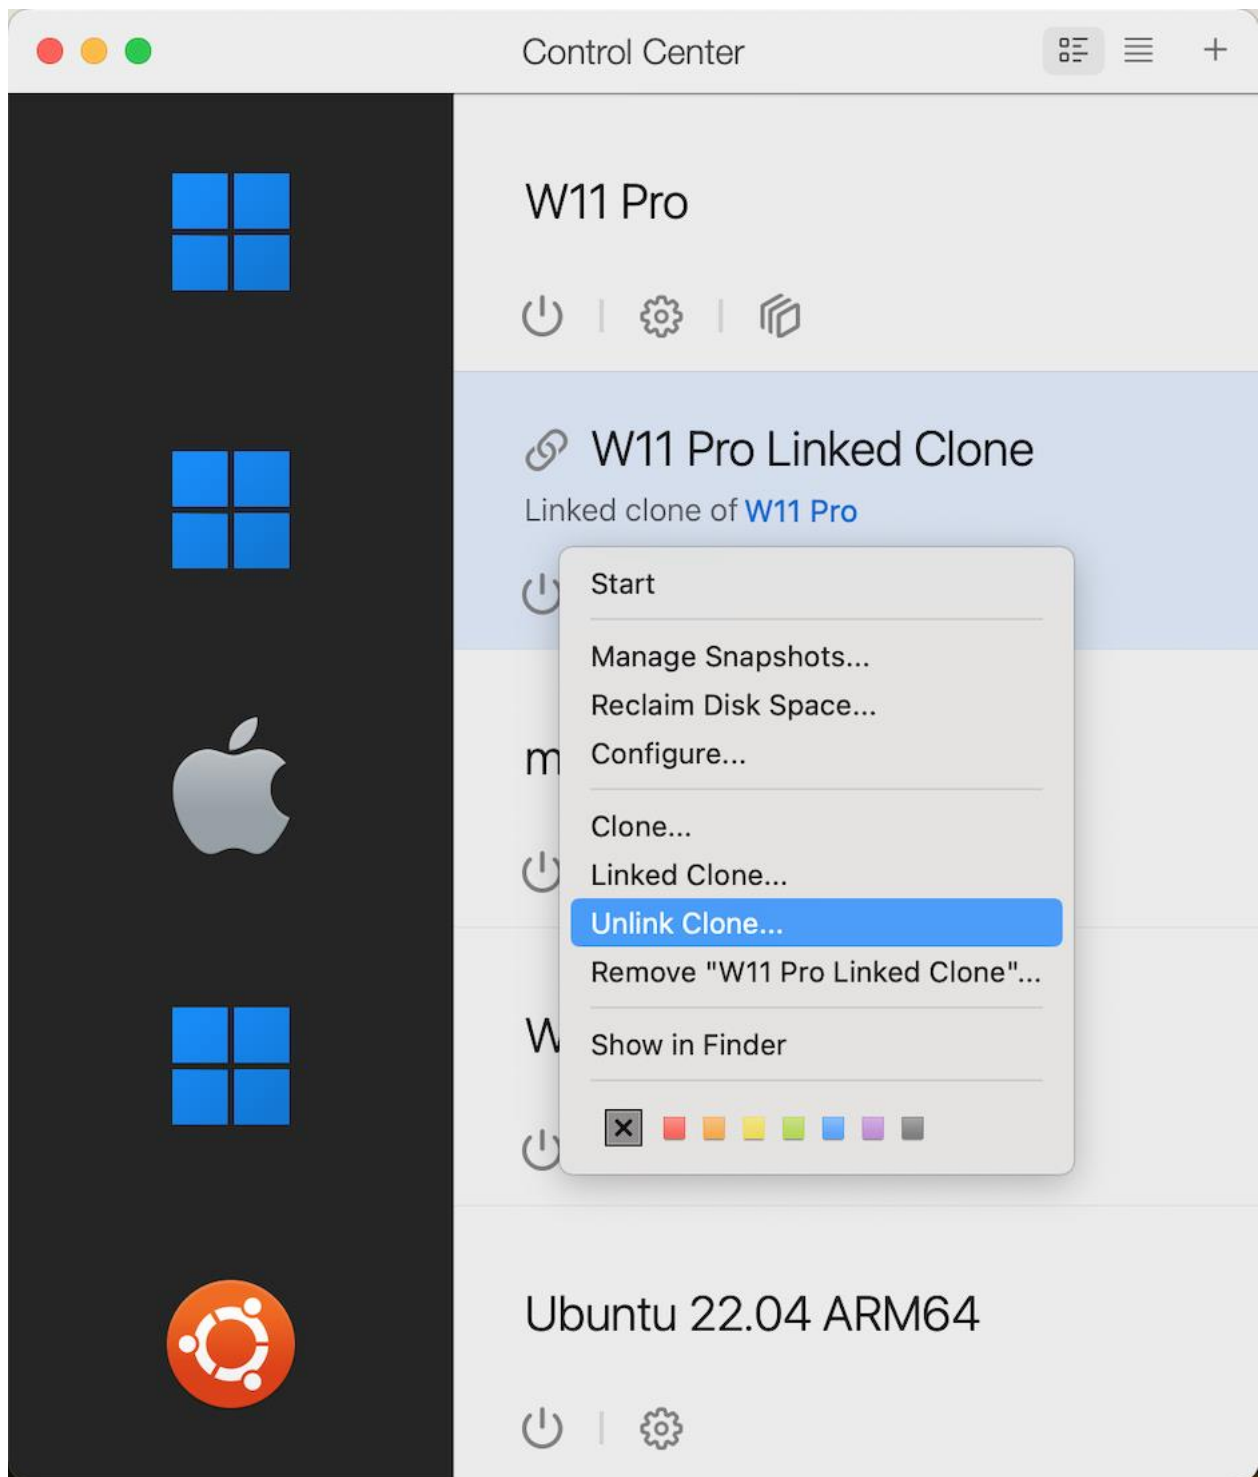 Control Center
W11 Pro
W11 Pro Linked Clone
Linked clone of W11 Pro
Start
Manage Snapshots...
Reclaim Disk Space...
Configure...
Clone...
Linked Clone...
Unlink Clone...
Remove "W11 Pro Linked Clone"...
Show in Finder
Ubuntu 22.04 ARM64